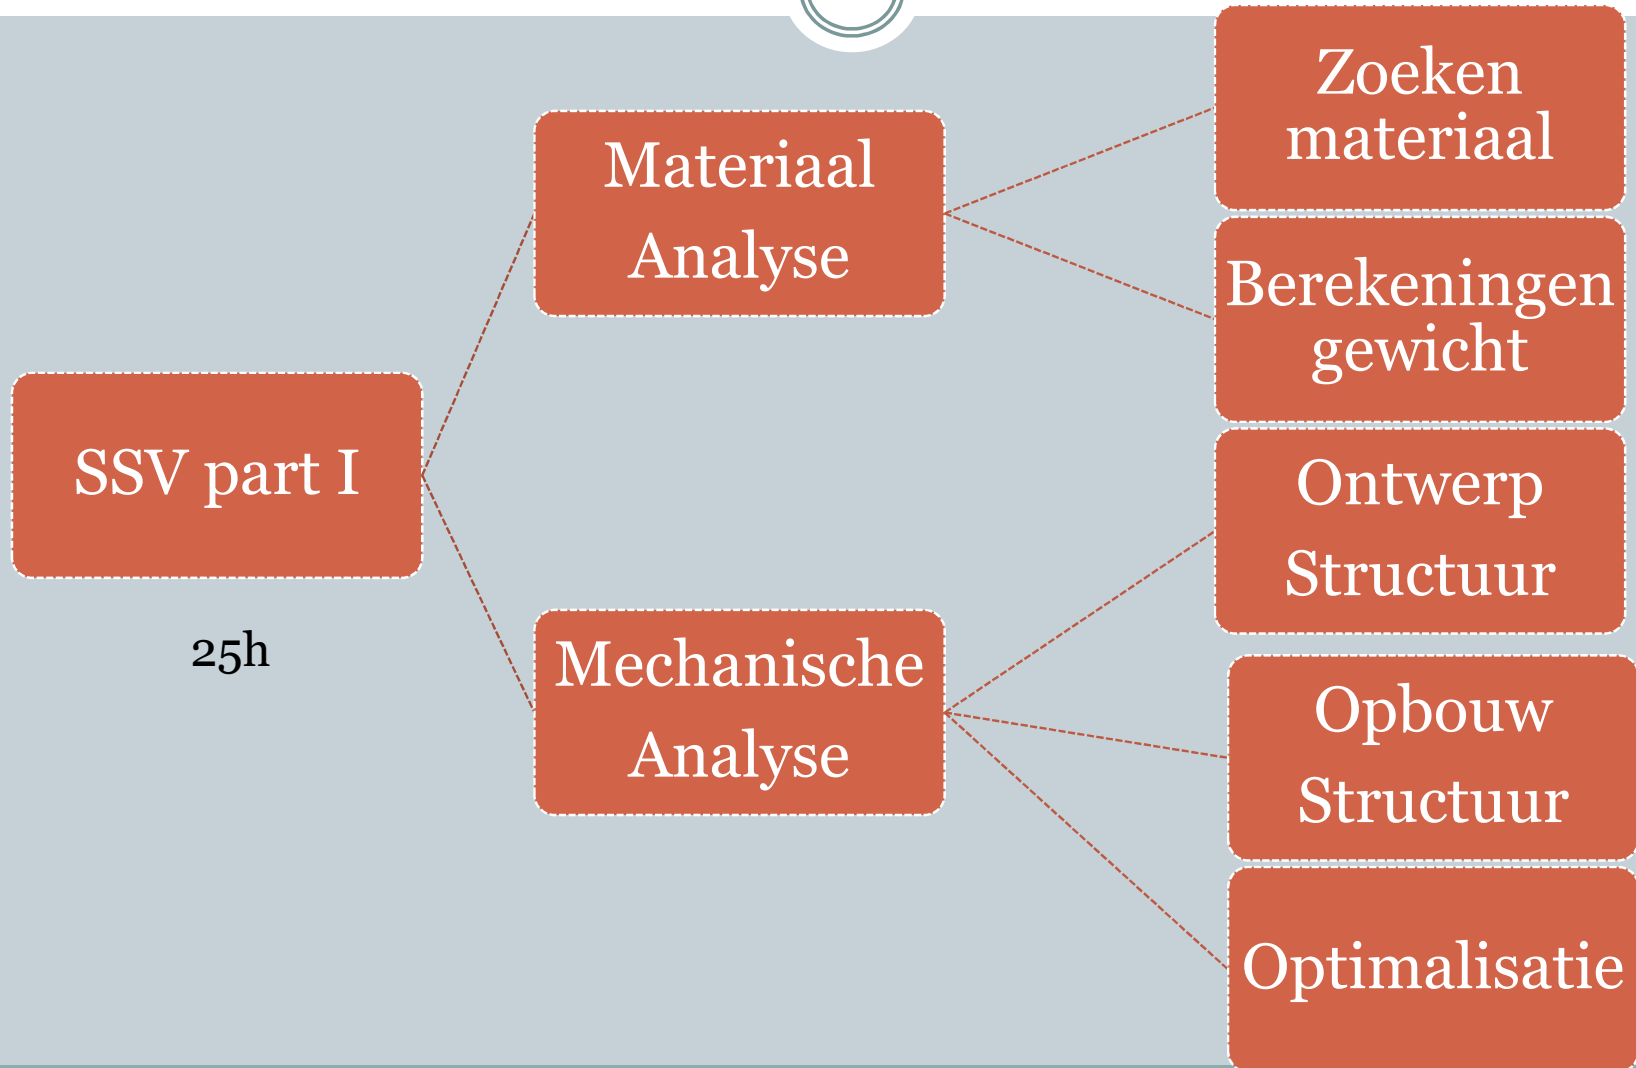 SSV part I
25h
Materiaal
Analyse
Mechanische
Analyse
Zoeken
materiaal
Berekeningen
gewicht
Ontwerp
Structuur
Opbouw
Structuur
Optimalisatie